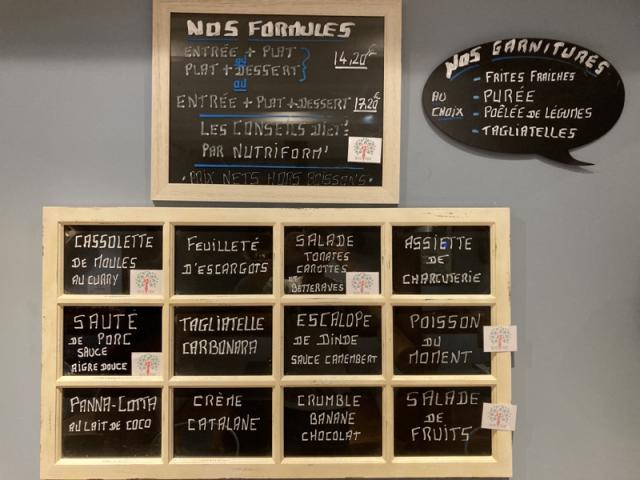 NOS FORMULES
ENTRÉE + PLAT
ou
PLAT + DESSERT
14,20€
ou
ENTRÉE + PLAT + DESSERT 17,20€
LES CONSEILS DIET'
PAR NUTRIFORM'
• PRIX NETS HORS BOISSONS •
NOS GARNITURES
AU CHOIX
- FRITES FRAÎCHES
- PURÉE
- POÊLÉE DE LÉGUMES
- TAGLIATELLES
CASSOLETTE
DE MOULES
AU CURRY
FEUILLETÉ
D'ESCARGOTS
SALADE
TOMATES
CAROTTES
ET
BETTERAVES
ASSIETTE
DE
CHARCUTERIE
SAUTÉ
DE PORC
SAUCE
AIGRE DOUCE
TAGLIATELLE
CARBONARA
ESCALOPE
DE DINDE
SAUCE CAMEMBERT
POISSON
DU
MOMENT
PANNA-COTTA
AU LAIT DE COCO
CRÈME
CATALANE
CRUMBLE
BANANE
CHOCOLAT
SALADE
DE
FRUITS